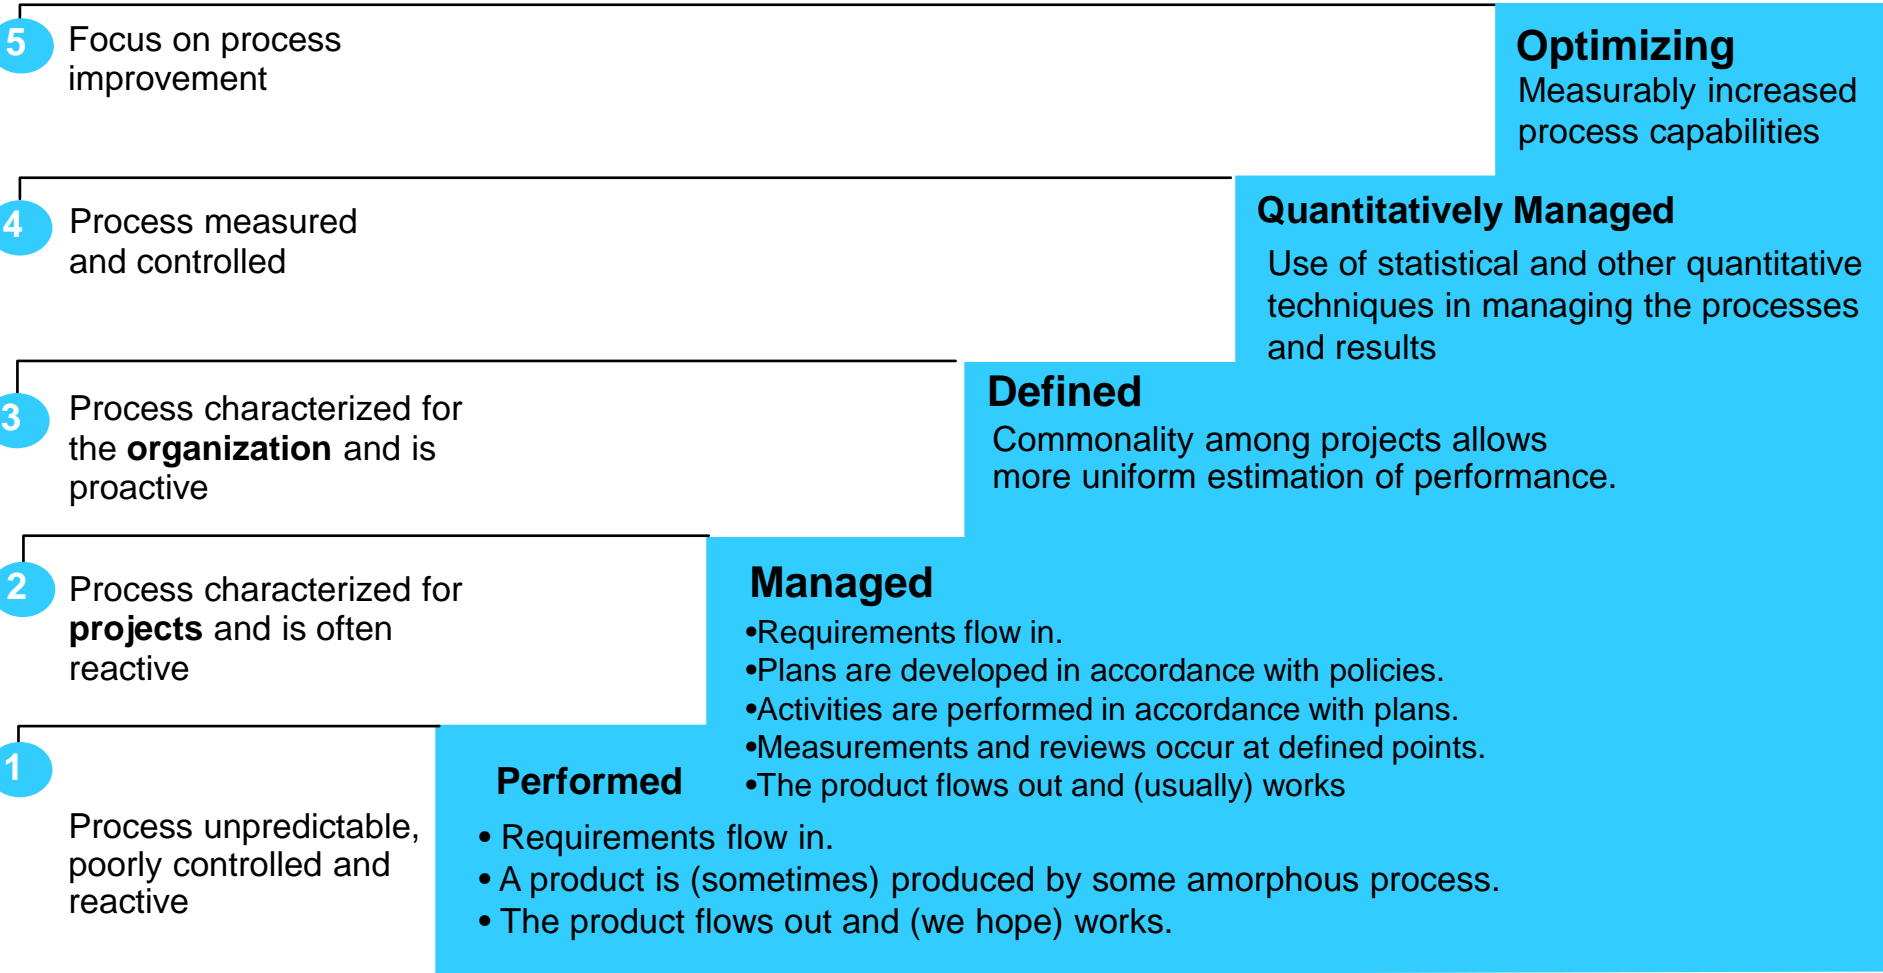 5
Focus on process
improvement
Optimizing
Measurably increased
process capabilities
4
Process measured
and controlled
Quantitatively Managed
Use of statistical and other quantitative
techniques in managing the processes
and results
3
Process characterized for
the organization and is
proactive
Defined
Commonality among projects allows
more uniform estimation of performance.
2
Process characterized for
projects and is often
reactive
Managed
•Requirements flow in.
•Plans are developed in accordance with policies.
•Activities are performed in accordance with plans.
•Measurements and reviews occur at defined points.
•The product flows out and (usually) works
1
Process unpredictable,
poorly controlled and
reactive
Performed
• Requirements flow in.
• A product is (sometimes) produced by some amorphous process.
• The product flows out and (we hope) works.